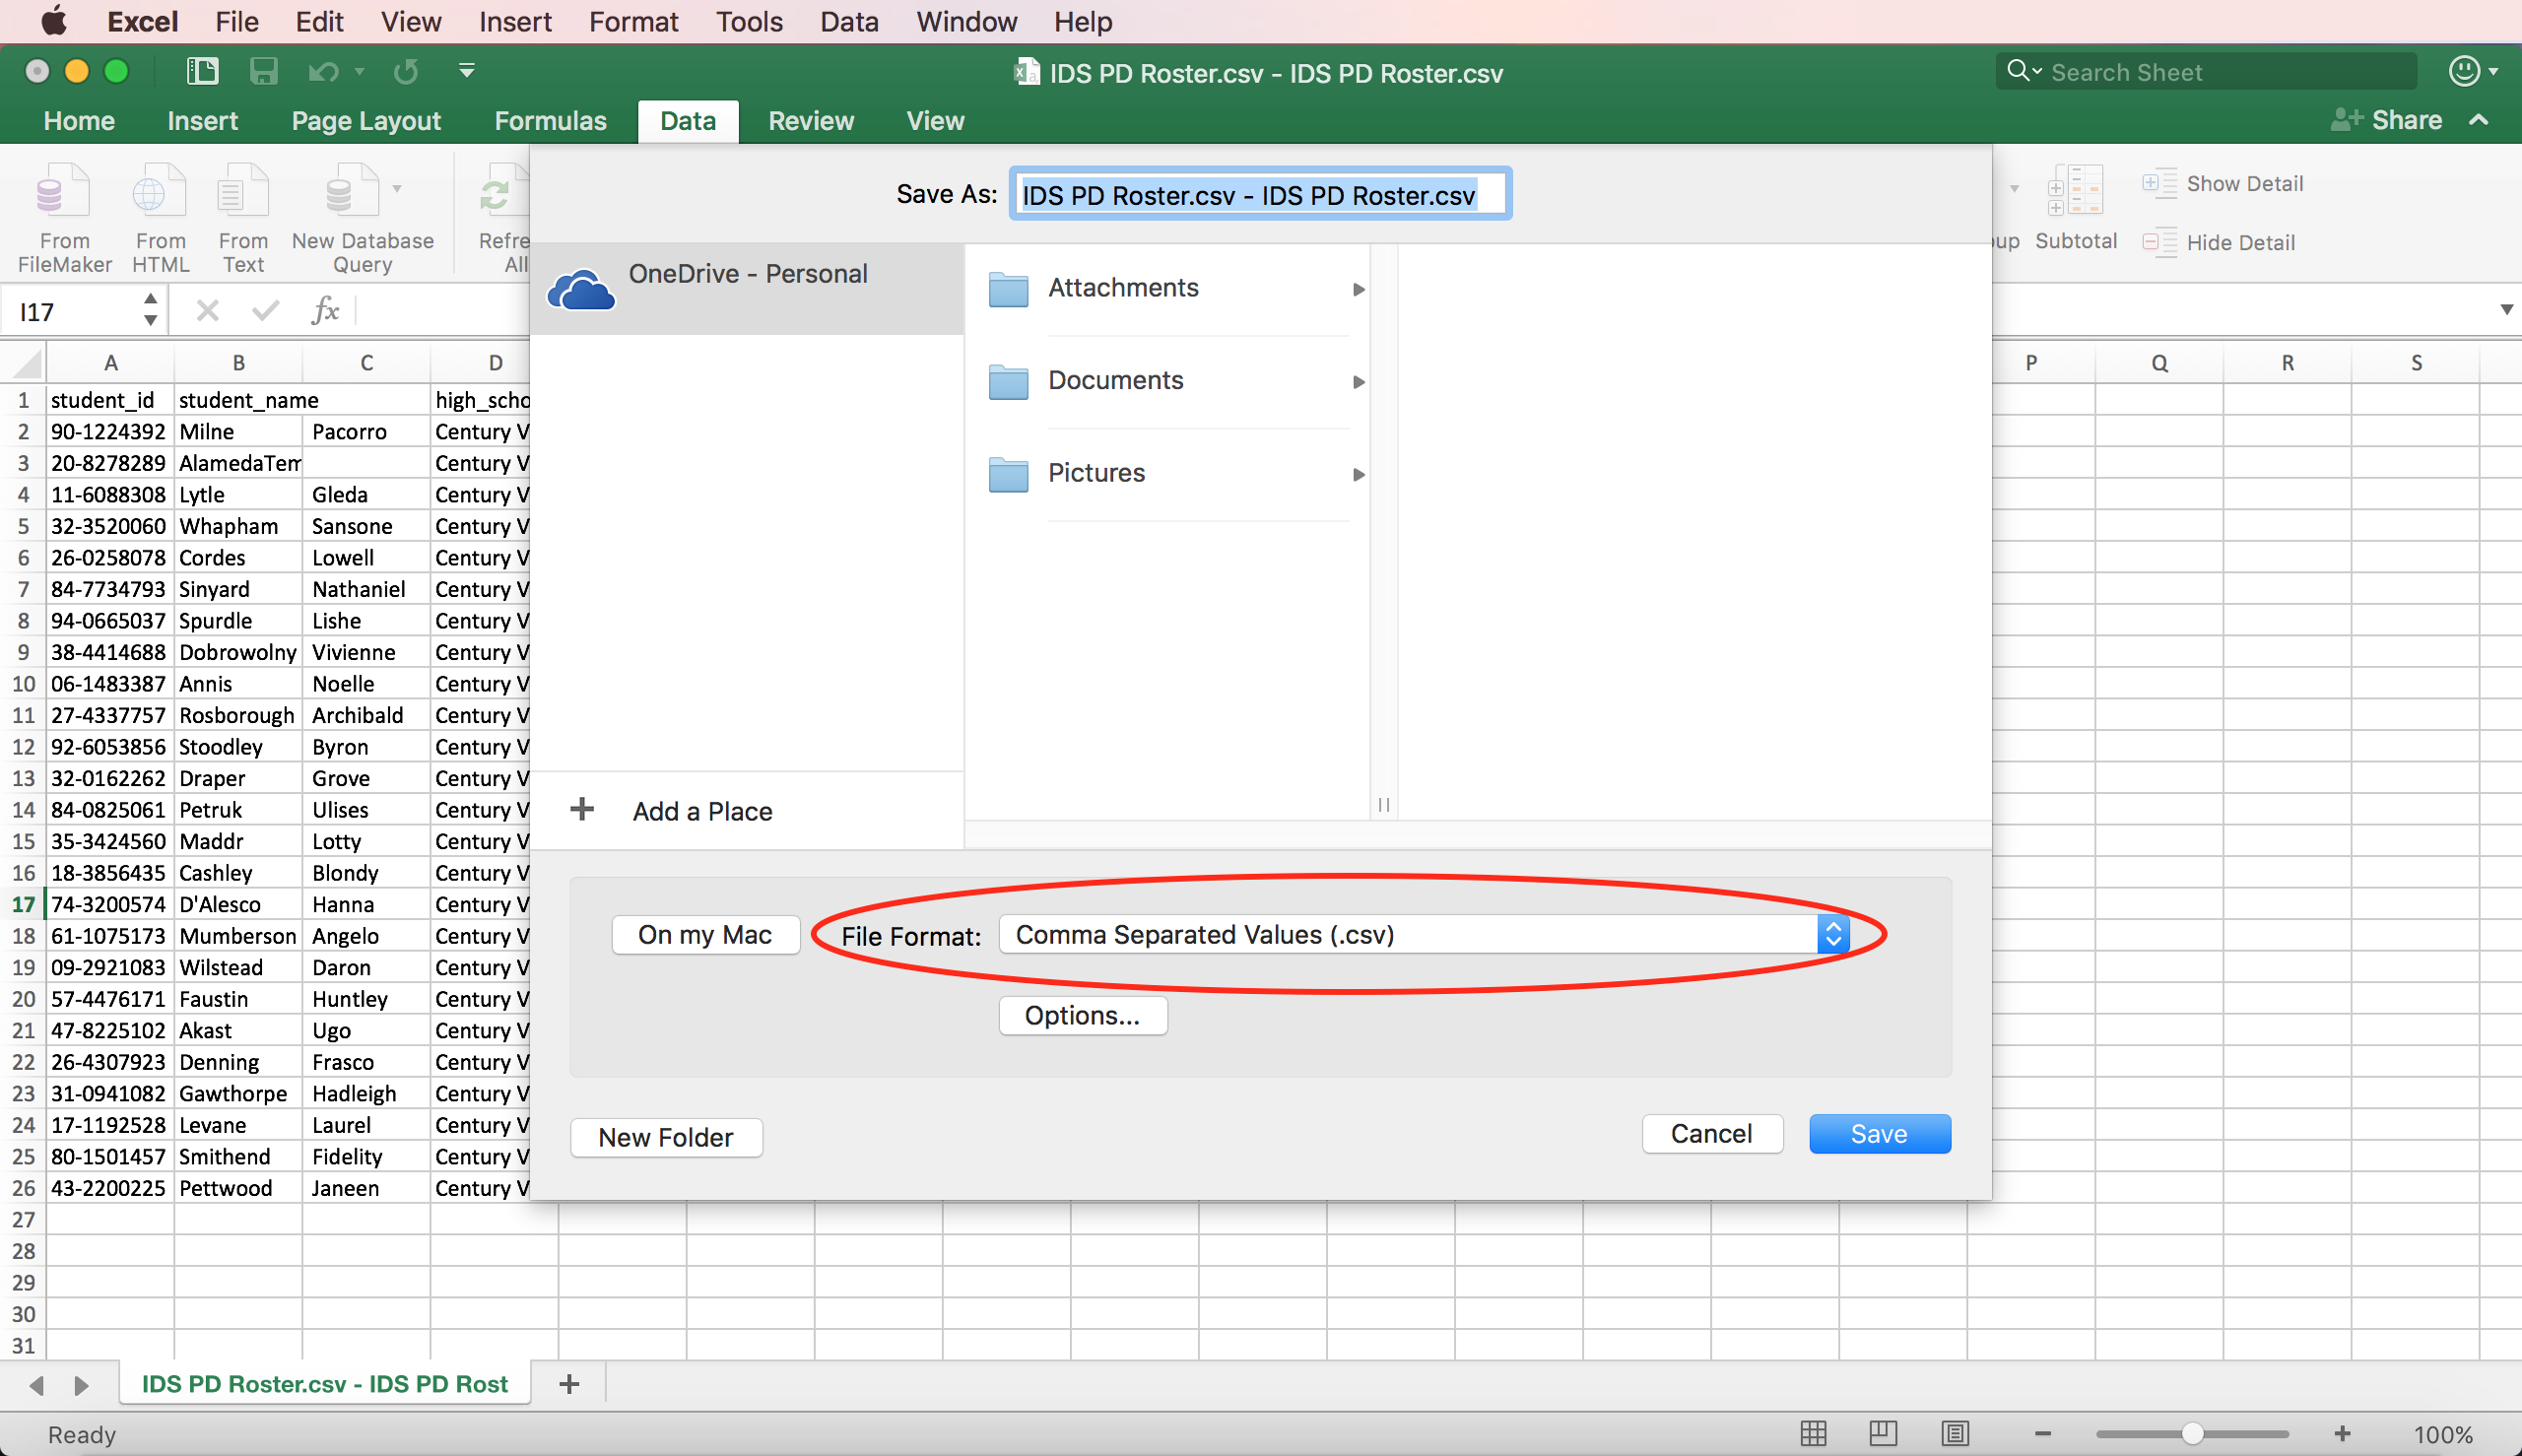 Excel File Edit View Insert Format Tools Data Window Help
IDS PD Roster.csv - IDS PD Roster.csv
Search Sheet
Home Insert Page Layout Formulas Data Review View
Share
From FileMaker
From HTML
From Text
New Database Query
Refre
All
up
Subtotal
Show Detail
Hide Detail
Save As: IDS PD Roster.csv - IDS PD Roster.csv
OneDrive - Personal
Attachments
Documents
Pictures
Add a Place
On my Mac
File Format: Comma Separated Values (.csv)
Options...
New Folder
Cancel
Save
I17
fx
A B C D P Q R S
1 student_id student_name high_scho
2 90-1224392 Milne Pacorro Century V
3 20-8278289 AlamedaTem Century V
4 11-6088308 Lytle Gleda Century V
5 32-3520060 Whapham Sansone Century V
6 26-0258078 Cordes Lowell Century V
7 84-7734793 Sinyard Nathaniel Century V
8 94-0665037 Spurdle Lishe Century V
9 38-4414688 Dobrowolny Vivienne Century V
10 06-1483387 Annis Noelle Century V
11 27-4337757 Rosborough Archibald Century V
12 92-6053856 Stoodley Byron Century V
13 32-0162262 Draper Grove Century V
14 84-0825061 Petruk Ulises Century V
15 35-3424560 Maddr Lotty Century V
16 18-3856435 Cashley Blondy Century V
17 74-3200574 D'Alesco Hanna Century V
18 61-1075173 Mumberson Angelo Century V
19 09-2921083 Wilstead Daron Century V
20 57-4476171 Faustin Huntley Century V
21 47-8225102 Akast Ugo Century V
22 26-4307923 Denning Frasco Century V
23 31-0941082 Gawthorpe Hadleigh Century V
24 17-1192528 Levane Laurel Century V
25 80-1501457 Smithend Fidelity Century V
26 43-2200225 Pettwood Janeen Century V
27
28
29
30
31
IDS PD Roster.csv - IDS PD Rost
Ready
100%